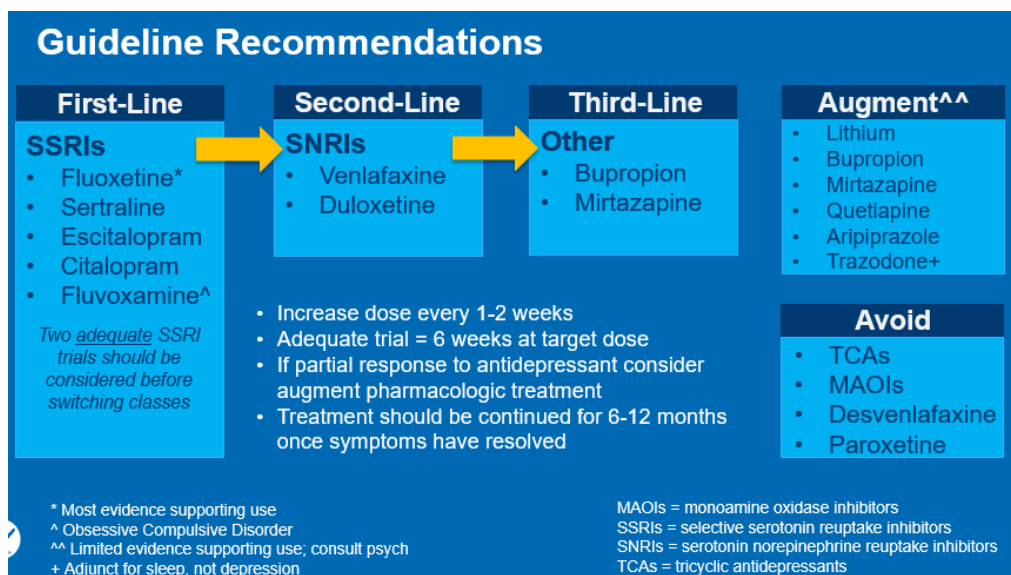 Guideline Recommendations
First-Line
SSRIs
• Fluoxetine*
• Sertraline
• Escitalopram
• Citalopram
• Fluvoxamine^
Two adequate SSRI
trials should be
considered before
switching classes
Second-Line
SNRIs
• Venlafaxine
• Duloxetine
Third-Line
Other
• Bupropion
• Mirtazapine
Augment^^
• Lithium
• Bupropion
• Mirtazapine
• Quetiapine
• Aripiprazole
• Trazodone+
• Increase dose every 1-2 weeks
• Adequate trial = 6 weeks at target dose
• If partial response to antidepressant consider
augment pharmacologic treatment
• Treatment should be continued for 6-12 months
once symptoms have resolved
Avoid
• TCAs
• MAOIs
• Desvenlafaxine
• Paroxetine
* Most evidence supporting use
^ Obsessive Compulsive Disorder
^^ Limited evidence supporting use; consult psych
+ Adjunct for sleep, not depression
MAOIs = monoamine oxidase inhibitors
SSRIs = selective serotonin reuptake inhibitors
SNRIs = serotonin norepinephrine reuptake inhibitors
TCAs = tricyclic antidepressants